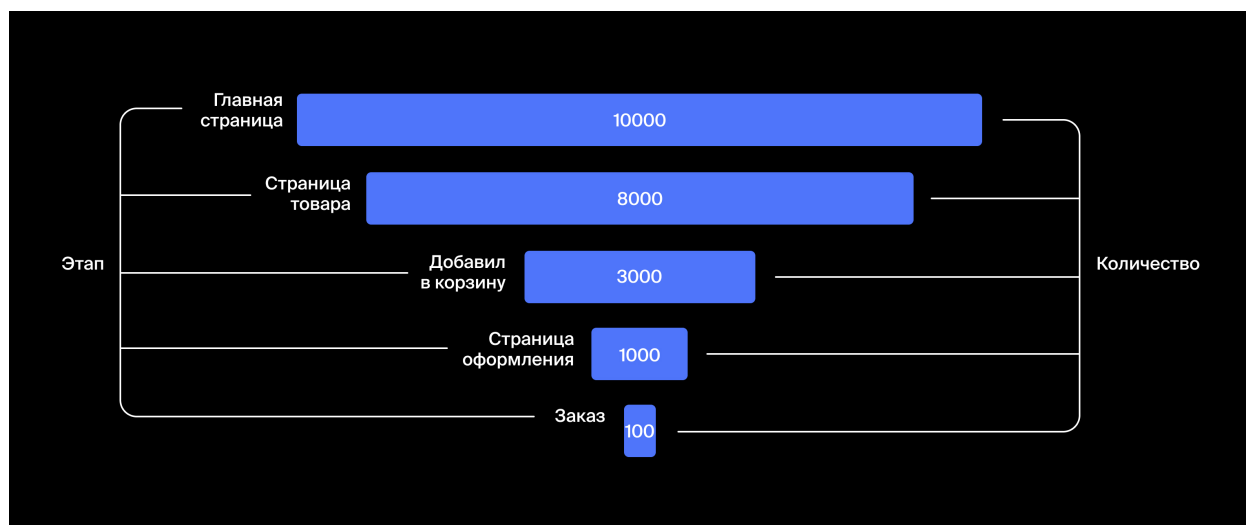 Главная
страница
10000
Страница
товара
8000
Этап
Добавил
в корзину
3000
Количество
Страница
оформления
1000
Заказ
100